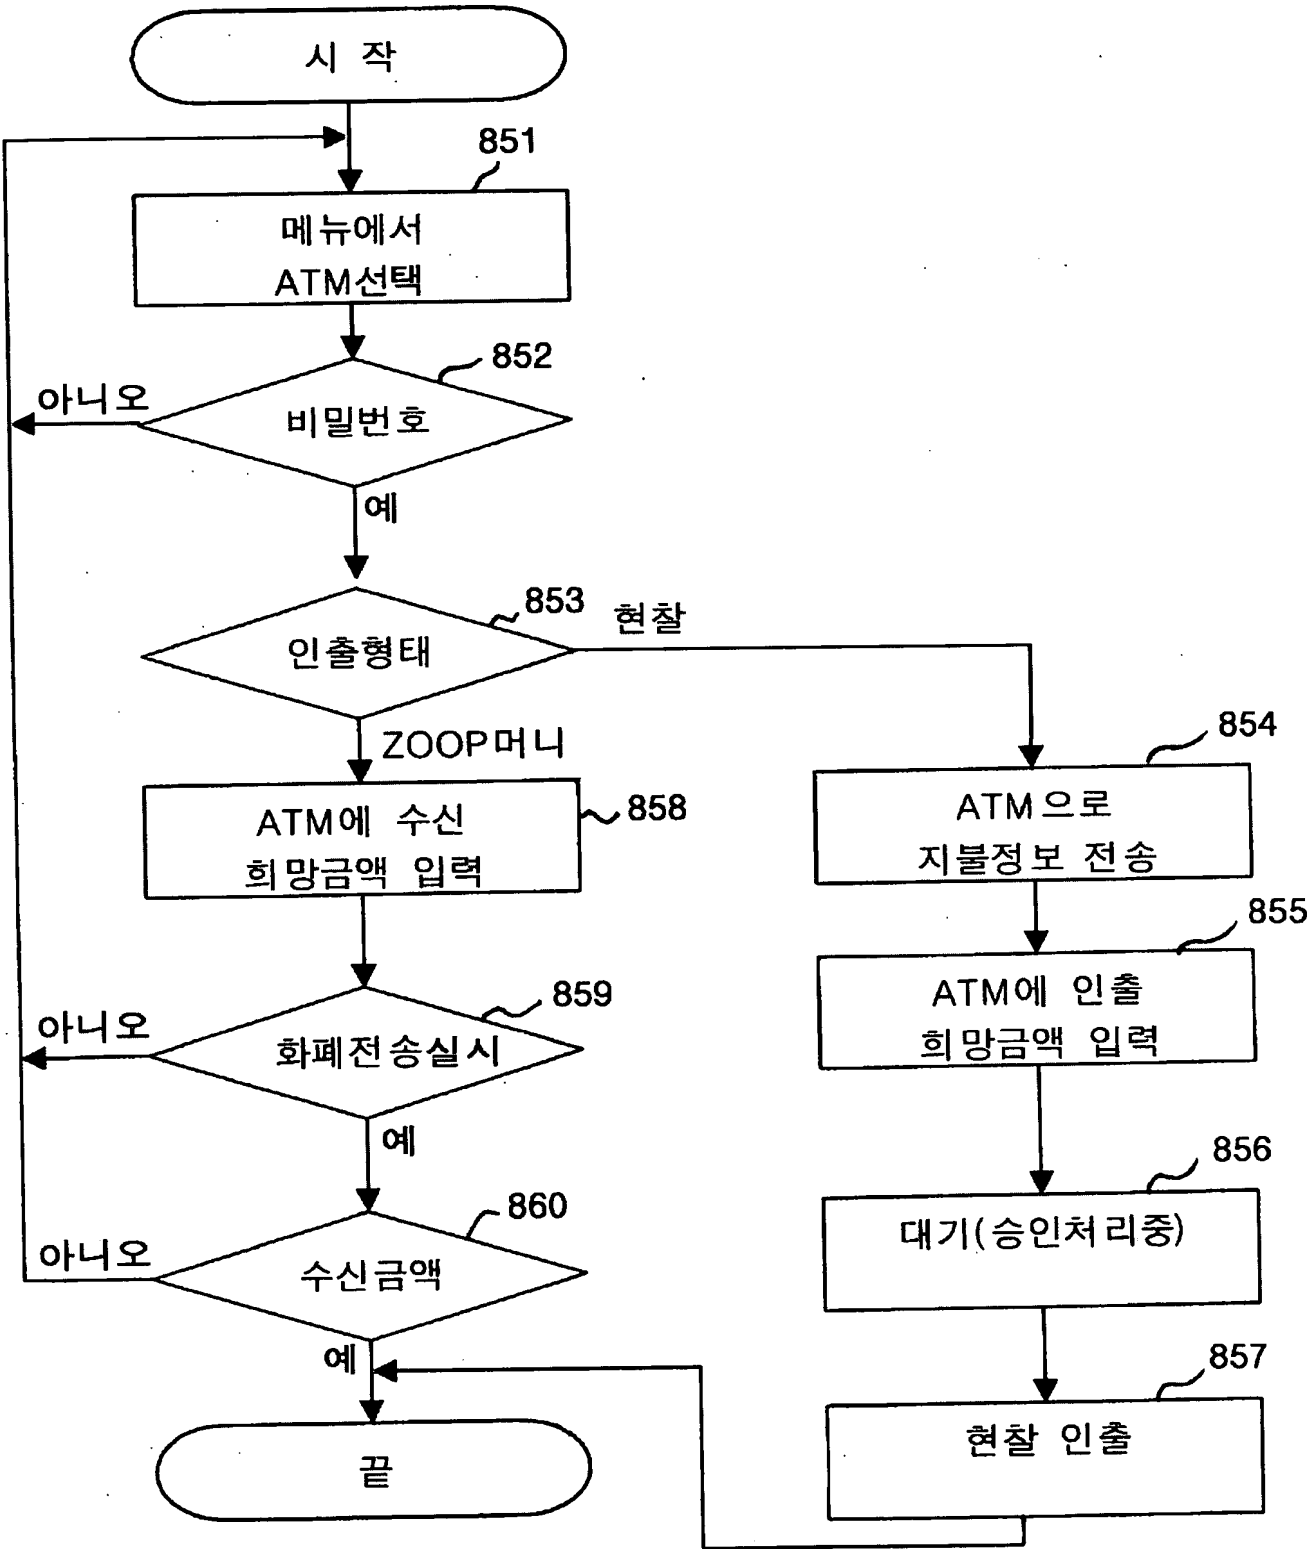 시 작
851
메뉴에서
ATM선택
852
아니오
비밀번호
예
853
현찰
인출형태
ZOOP머니
854
ATM으로
지불정보 전송
858
ATM에 수신
희망금액 입력
855
ATM에 인출
희망금액 입력
859
아니오
화폐전송실시
예
856
대기(승인처리중)
860
아니오
수신금액
예
857
현찰 인출
끝